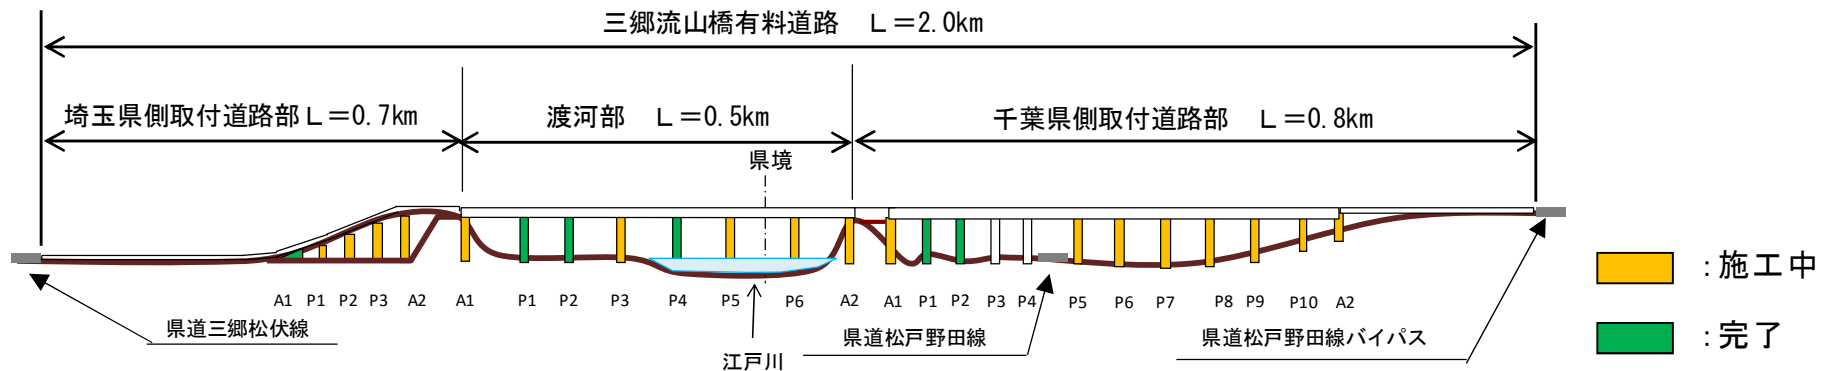 三郷流山橋有料道路　L＝2.0km
埼玉県側取付道路部L＝0.7km
渡河部　L＝0.5km
千葉県側取付道路部　L＝0.8km
県境
：施工中
：完了
A1 P1 P2 P3 A2 A1 P1 P2 P3 P4 P5 P6 A2 A1 P1 P2 P3 P4 P5 P6 P7 P8 P9 P10 A2
県道三郷松伏線
江戸川
県道松戸野田線
県道松戸野田線バイパス